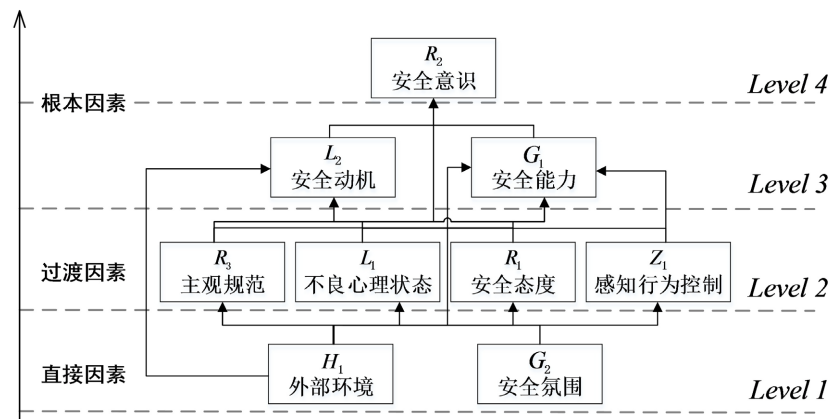 R₂
安全意识
Level 4
根本因素
L₂
安全动机
G₁
安全能力
Level 3
R₃
主观规范
L₁
不良心理状态
R₁
安全态度
Z₁
感知行为控制
过渡因素
Level 2
H₁
外部环境
G₂
安全氛围
直接因素
Level 1